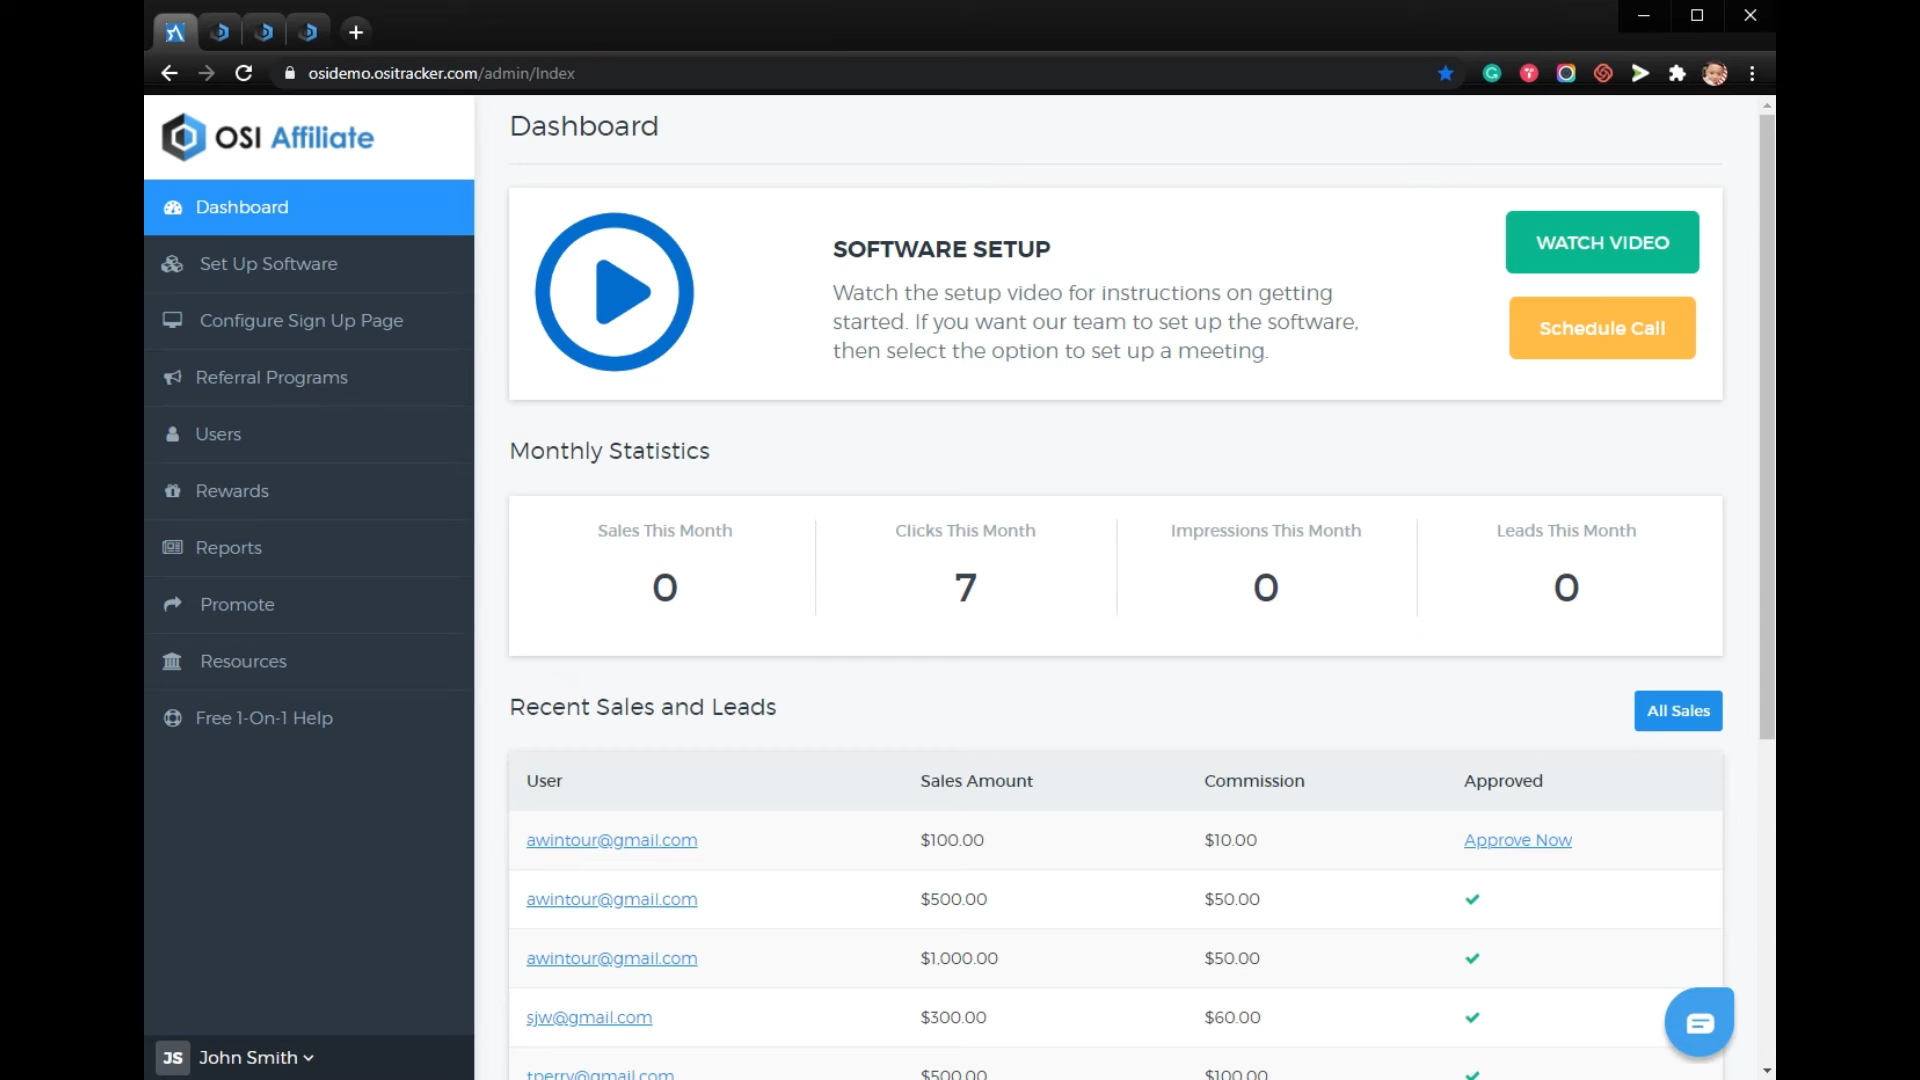 osidemo.ositracker.com/admin/Index
OSI Affiliate
Dashboard
Set Up Software
Configure Sign Up Page
Referral Programs
Users
Rewards
Reports
Promote
Resources
Free 1-On-1 Help
JS John Smith
Dashboard
SOFTWARE SETUP
Watch the setup video for instructions on getting
started. If you want our team to set up the software,
then select the option to set up a meeting.
WATCH VIDEO
Schedule Call
Monthly Statistics
Sales This Month Clicks This Month Impressions This Month Leads This Month
0 7 0 0
Recent Sales and Leads
All Sales
User Sales Amount Commission Approved
awintour@gmail.com $100.00 $10.00 Approve Now
awintour@gmail.com $500.00 $50.00
awintour@gmail.com $1,000.00 $50.00
sjw@gmail.com $300.00 $60.00
tperry@gmail.com $500.00 $100.00